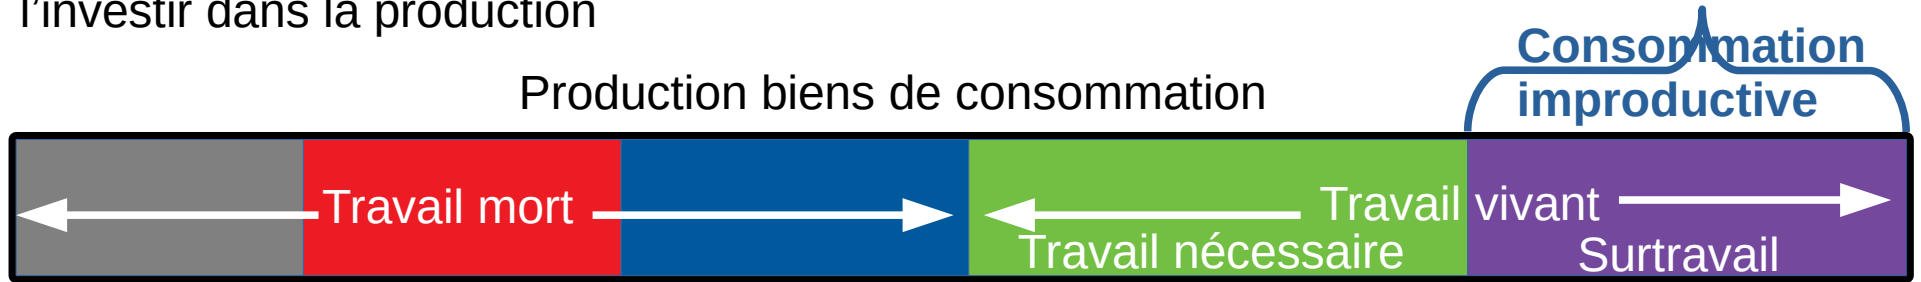 l'investir dans la production
Consommation
improductive
Production biens de consommation
Travail mort
Travail vivant
Travail nécessaire
Surtravail